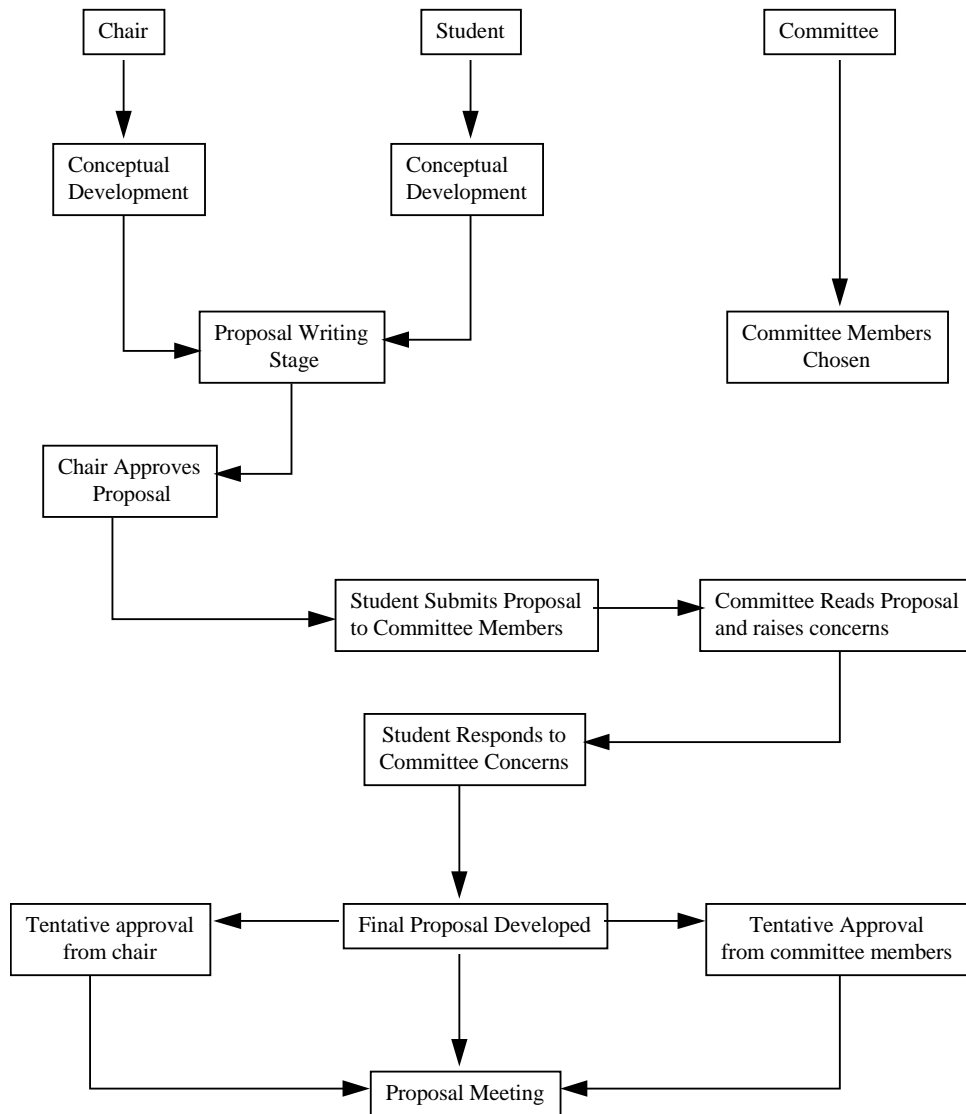 Chair
Student
Committee
Conceptual
Development
Conceptual
Development
Proposal Writing
Stage
Committee Members
Chosen
Chair Approves
Proposal
Student Submits Proposal
to Committee Members
Committee Reads Proposal
and raises concerns
Student Responds to
Committee Concerns
Tentative approval
from chair
Final Proposal Developed
Tentative Approval
from committee members
Proposal Meeting